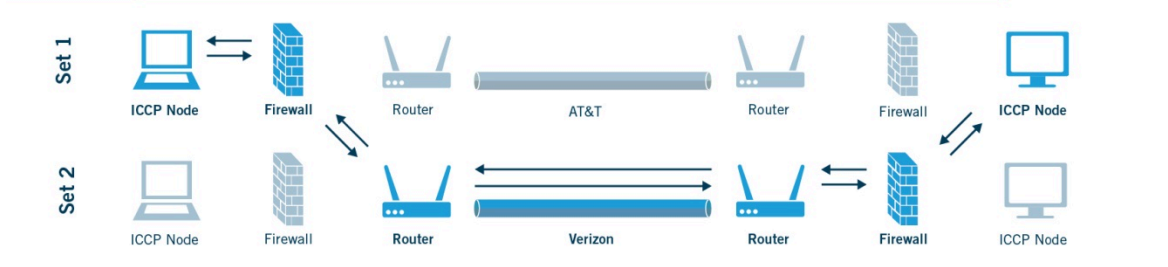 Set 1
ICCP Node Firewall Router AT&T Router Firewall ICCP Node
Set 2
ICCP Node Firewall Router Verizon Router Firewall ICCP Node